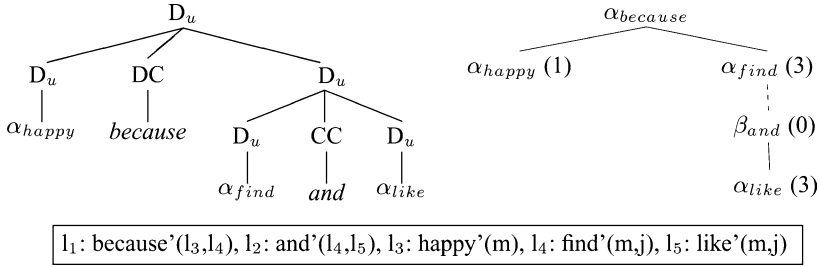 D_u α_because
D_u DC D_u α_happy (1) α_find (3)
α_happy because D_u CC D_u β_and (0)
α_find and α_like α_like (3)
l₁: because’(l₃,l₄), l₂: and’(l₄,l₅), l₃: happy’(m), l₄: find’(m,j), l₅: like’(m,j)